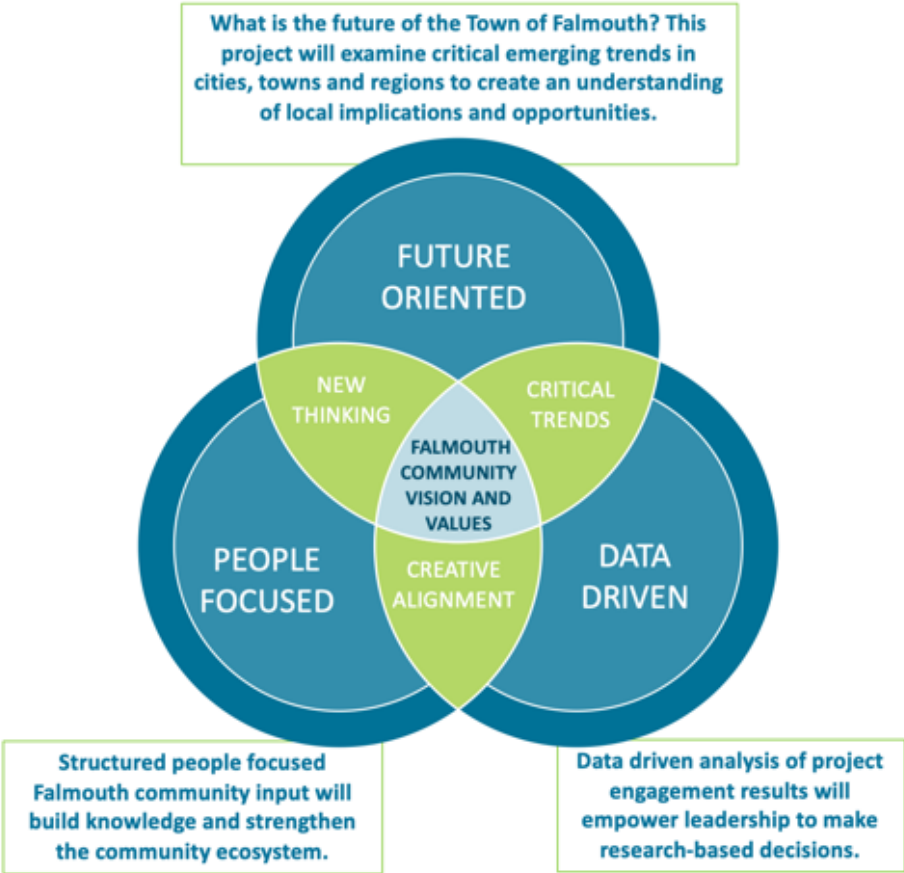 What is the future of the Town of Falmouth? This
project will examine critical emerging trends in
cities, towns and regions to create an understanding
of local implications and opportunities.
FUTURE
ORIENTED
NEW
THINKING
CRITICAL
TRENDS
FALMOUTH
COMMUNITY
VISION AND
VALUES
PEOPLE
FOCUSED
CREATIVE
ALIGNMENT
DATA
DRIVEN
Structured people focused
Falmouth community input will
build knowledge and strengthen
the community ecosystem.
Data driven analysis of project
engagement results will
empower leadership to make
research-based decisions.